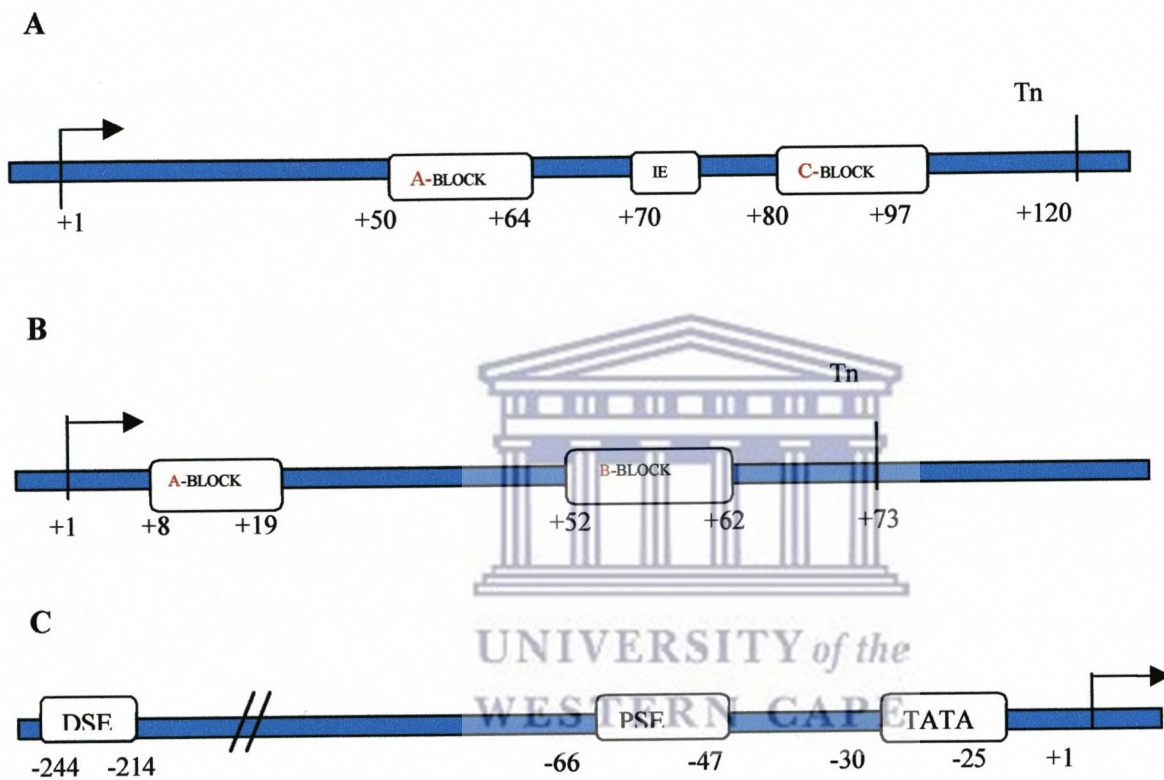 A
Tn
A-BLOCK IE C-BLOCK
+1 +50 +64 +70 +80 +97 +120
B
Tn
A-BLOCK B-BLOCK
+1 +8 +19 +52 +62 +73
C
UNIVERSITY of the
WESTERN CAPE
DSE PSE TATA
-244 -214 -66 -47 -30 -25 +1